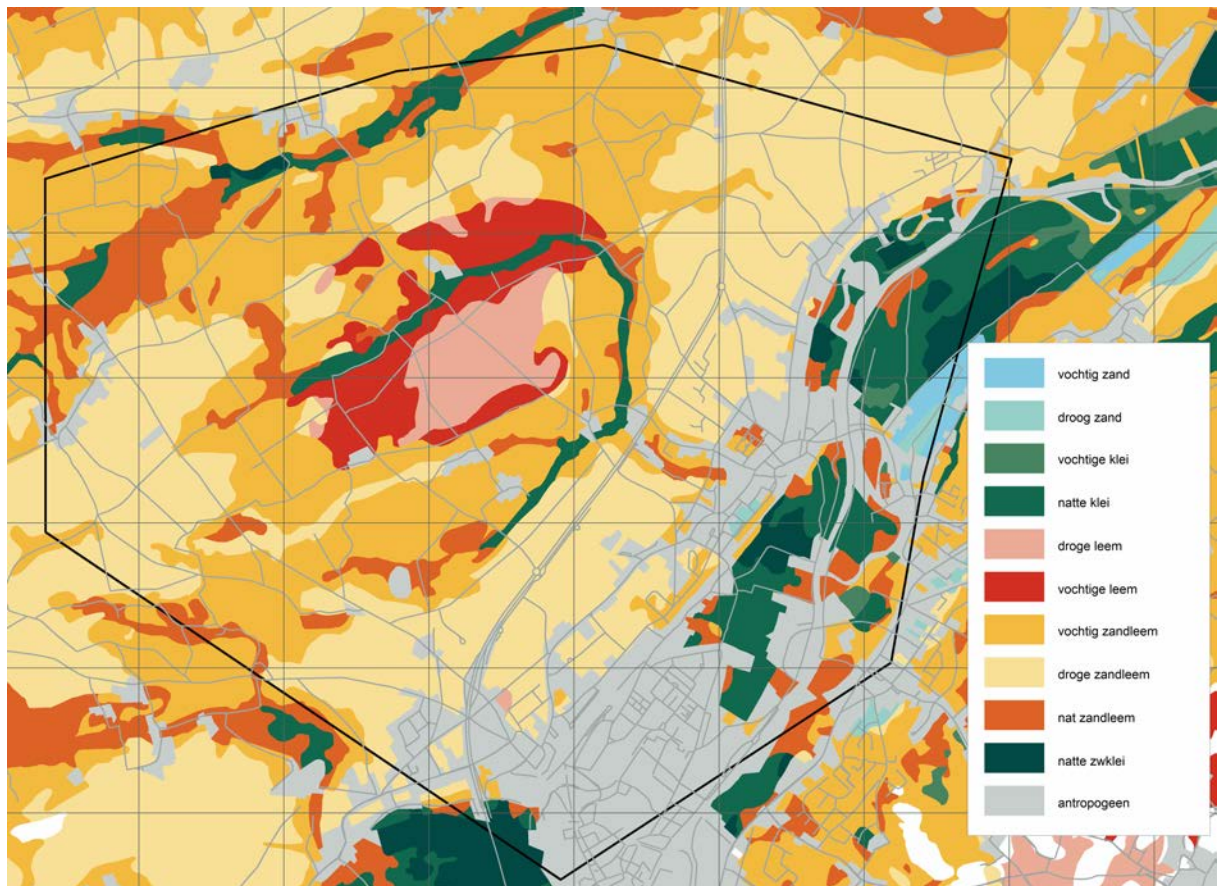 vochtig zand
droog zand
vochtige klei
natte klei
droge leem
vochtige leem
vochtig zandleem
droge zandleem
nat zandleem
natte zwklei
antropogeen